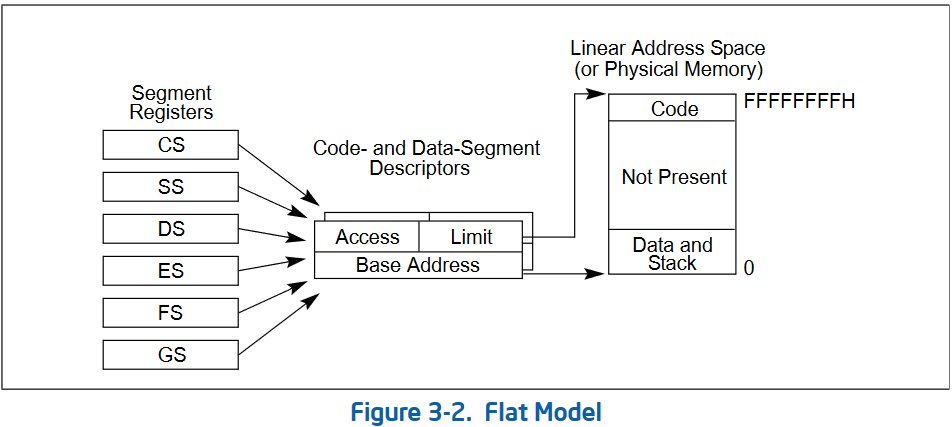 Linear Address Space
(or Physical Memory)
Segment
Registers
CS
SS
DS
ES
FS
GS
Code- and Data-Segment
Descriptors
Access
Limit
Base Address
Code
FFFFFFFFH
Not Present
Data and
Stack
0
Figure 3-2. Flat Model